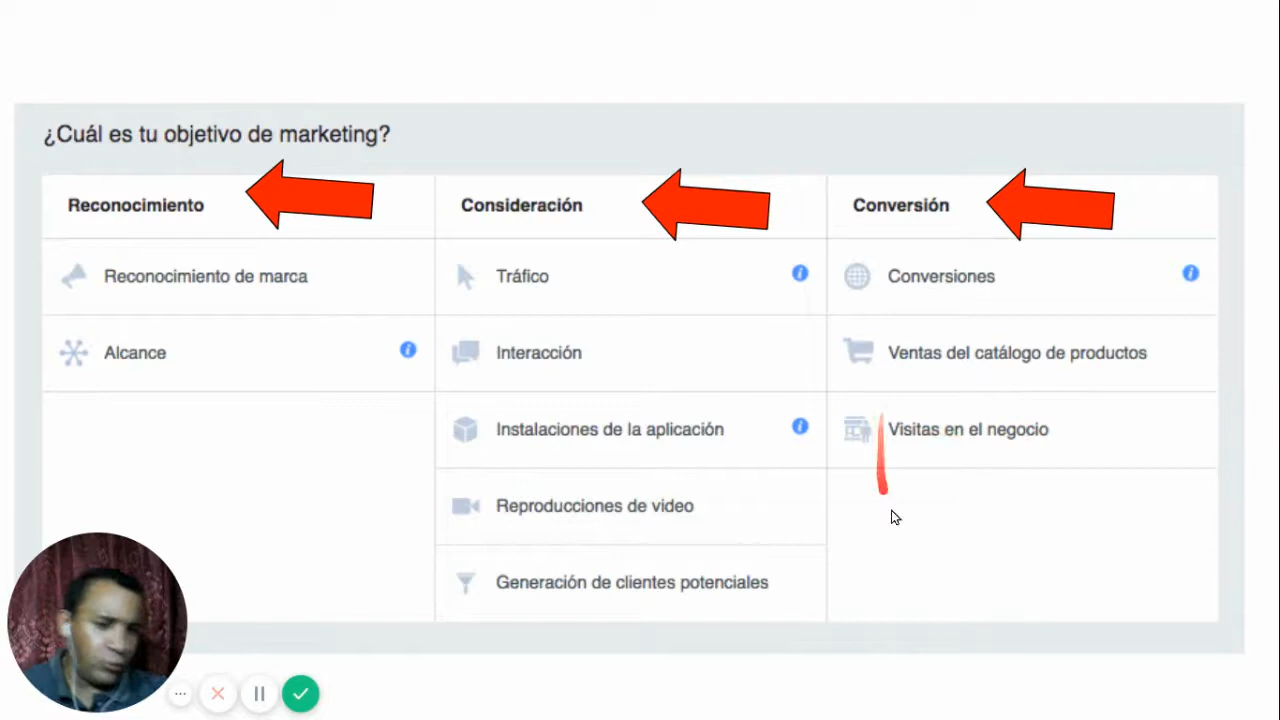 ¿Cuál es tu objetivo de marketing?
Reconocimiento
Consideración
Conversión
Reconocimiento de marca
Tráfico
Conversiones
Alcance
Interacción
Ventas del catálogo de productos
Instalaciones de la aplicación
Visitas en el negocio
Reproducciones de video
Generación de clientes potenciales